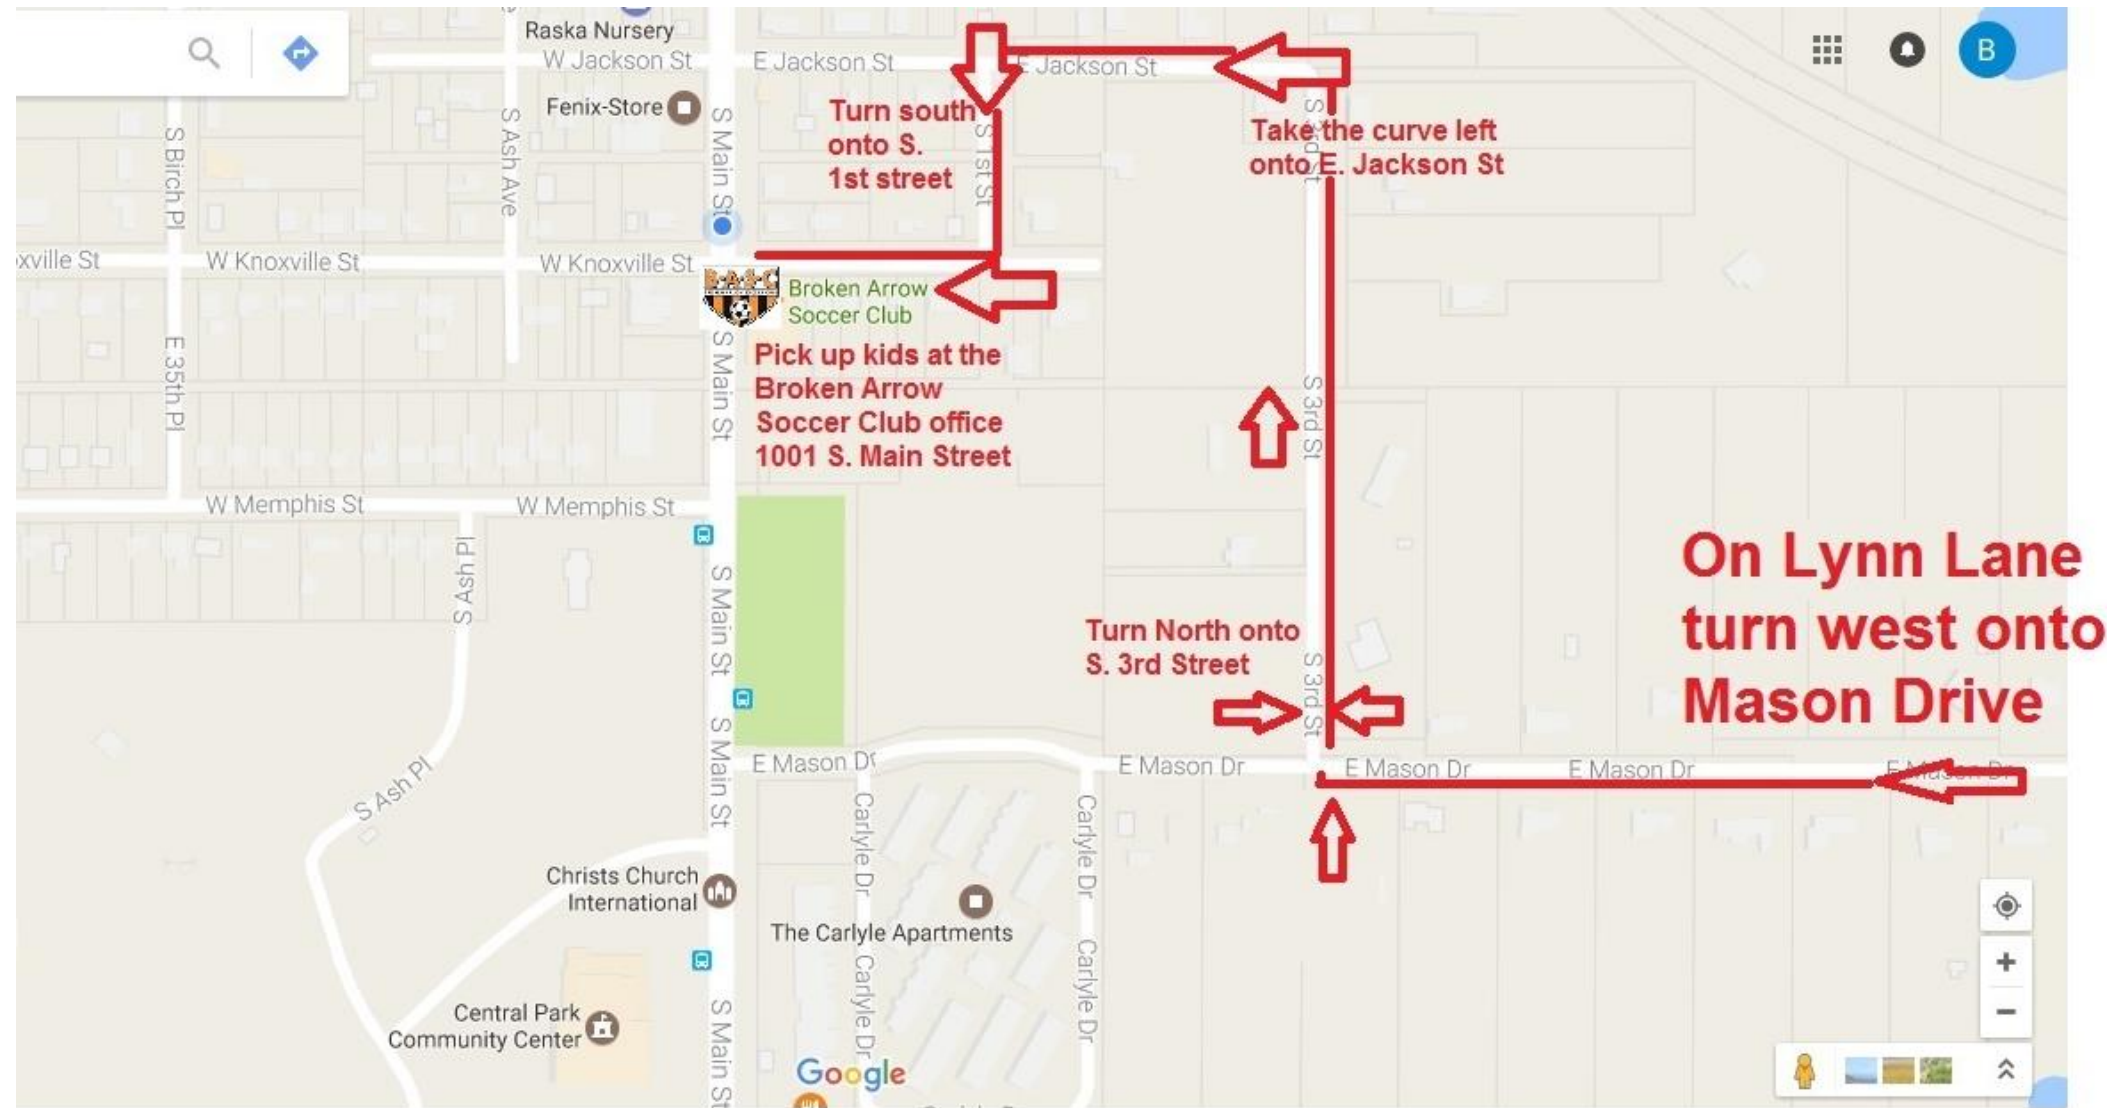 Raska Nursery
W Jackson St
E Jackson St
E Jackson St
B
Fenix-Store
S Birch Pl
S Ash Ave
S Main St
Turn south
onto S.
1st street
S 1st St
S 3rd St
Take the curve left
onto E. Jackson St
xville St
W Knoxville St
W Knoxville St
B·A·S·C
Broken Arrow
Soccer Club
Pick up kids at the
Broken Arrow
Soccer Club office
1001 S. Main Street
E 35th Pl
S Main St
S 3rd St
W Memphis St
W Memphis St
S Ash Pl
S Main St
On Lynn Lane
turn west onto
Mason Drive
Turn North onto
S. 3rd Street
S 3rd St
S Main St
E Mason Dr
E Mason Dr
E Mason Dr
E Mason Dr
E Mason Dr
S Ash Pl
Carlyle Dr
Carlyle Dr
Christs Church
International
The Carlyle Apartments
Carlyle Dr
Carlyle Dr
Central Park
Community Center
S Main St
Google